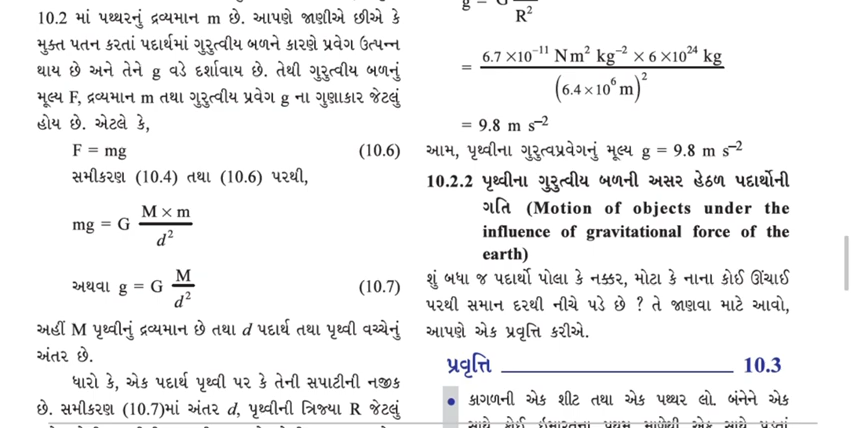 10.2 માં પથ્થરનું દ્રવ્યમાન m છે. આપણે જાણીએ છીએ કે
મુક્ત પતન કરતાં પદાર્થમાં ગુરુત્વીય બળને કારણે પ્રવેગ ઉત્પન્ન
થાય છે અને તેને g વડે દર્શાવાય છે. તેથી ગુરુત્વીય બળનું
મૂલ્ય F, દ્રવ્યમાન m તથા ગુરુત્વીય પ્રવેગ g ના ગુણાકાર જેટલું
હોય છે. એટલે કે,
F = mg (10.6)
સમીકરણ (10.4) તથા (10.6) પરથી,
mg = G M × m / d²
અથવા g = G M / d² (10.7)
અહીં M પૃથ્વીનું દ્રવ્યમાન છે તથા d પદાર્થ તથા પૃથ્વી વચ્ચેનું
અંતર છે.
ધારો કે, એક પદાર્થ પૃથ્વી પર કે તેની સપાટીની નજીક
છે. સમીકરણ (10.7)માં અંતર d, પૃથ્વીની ત્રિજ્યા R જેટલું
g = G / R²
= 6.7 ×10⁻¹¹ N m² kg⁻² × 6 ×10²⁴ kg / (6.4 × 10⁶ m)²
= 9.8 m s⁻²
આમ, પૃથ્વીના ગુરુત્વપ્રવેગનું મૂલ્ય g = 9.8 m s⁻²
10.2.2 પૃથ્વીના ગુરુત્વીય બળની અસર હેઠળ પદાર્થોની
ગતિ (Motion of objects under the
influence of gravitational force of the
earth)
શું બધા જ પદાર્થો પોલા કે નક્કર, મોટા કે નાના કોઈ ઊંચાઈ
પરથી સમાન દરથી નીચે પડે છે ? તે જાણવા માટે આવો,
આપણે એક પ્રવૃત્તિ કરીએ.
પ્રવૃત્તિ 10.3
• કાગળની એક શીટ તથા એક પથ્થર લો. બંનેને એક